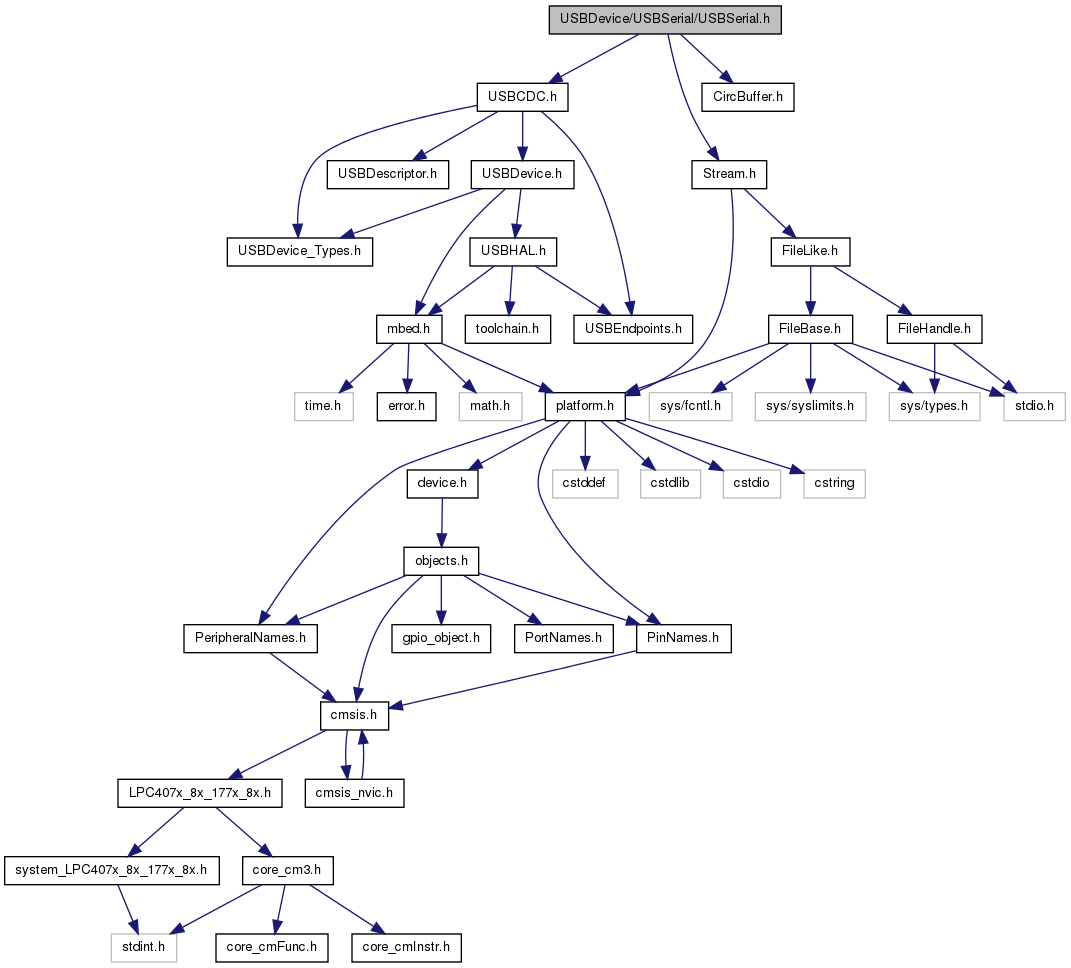 USBDevice/USBSerial/USBSerial.h
USBCDC.h
CircBuffer.h
USBDescriptor.h
USBDevice.h
Stream.h
USBDevice_Types.h
USBHAL.h
FileLike.h
mbed.h
toolchain.h
USBEndpoints.h
FileBase.h
FileHandle.h
time.h
error.h
math.h
platform.h
sys/fcntl.h
sys/syslimits.h
sys/types.h
stdio.h
device.h
cstddef
cstdlib
cstdio
cstring
objects.h
PeripheralNames.h
gpio_object.h
PortNames.h
PinNames.h
cmsis.h
LPC407x_8x_177x_8x.h
cmsis_nvic.h
system_LPC407x_8x_177x_8x.h
core_cm3.h
stdint.h
core_cmFunc.h
core_cmInstr.h